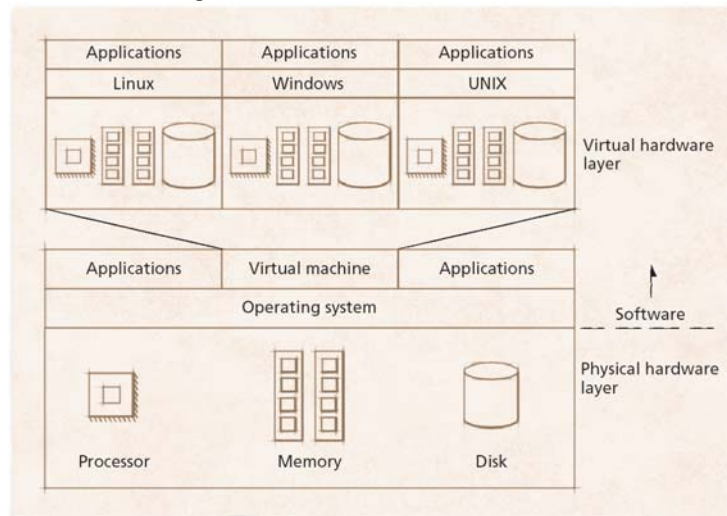 Applications Applications Applications
Linux Windows UNIX
Virtual hardware
layer
Applications Virtual machine Applications
Operating system
Software
Physical hardware
layer
Processor Memory Disk